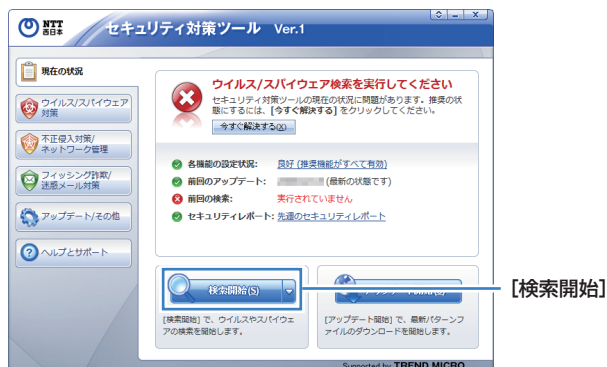 NTT
西日本
セキュリティ対策ツール Ver.1
現在の状況
ウイルス/スパイウェア
対策
不正侵入対策/
ネットワーク管理
フィッシング詐欺/
迷惑メール対策
アップデート/その他
ヘルプとサポート
ウイルス/スパイウェア検索を実行してください
セキュリティ対策ツールの現在の状況に問題があります。推奨の状
態にするには、[今すぐ解決する] をクリックしてください。
今すぐ解決する(X)
各機能の設定状況: 良好 (推奨機能がすべて有効)
前回のアップデート: (最新の状態です)
前回の検索: 実行されていません
セキュリティレポート: 先週のセキュリティレポート
検索開始(S)
[検索開始]
[検索開始] で、ウイルスやスパイウェ
アの検索を開始します。
[アップデート開始] で、最新パターンフ
ァイルのダウンロードを開始します。
Supported by TREND MICRO